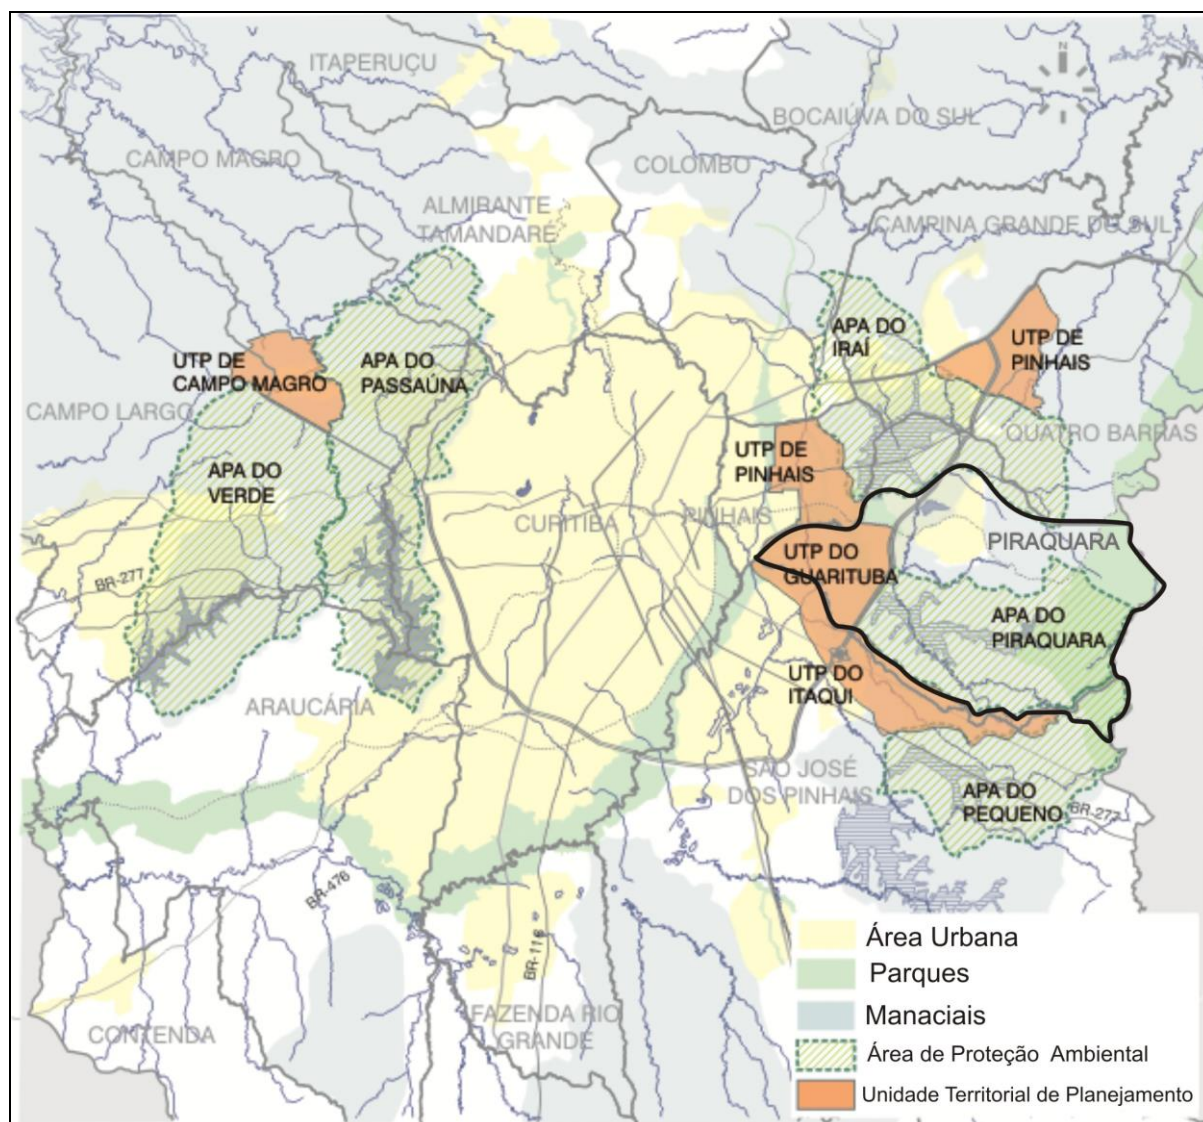 N
ITAPERUÇU
BOCAIÚVA DO SUL
CAMPO MAGRO
COLOMBO
ALMIRANTE
TAMANDARÉ
CAMPINA GRANDE DO SUL
APA DO
IRAÍ
UTP DE
PINHAIS
UTP DE
CAMPO MAGRO
APA DO
PASSAÚNA
CAMPO LARGO
QUATRO BARRAS
UTP DE
PINHAIS
APA DO
VERDE
CURITIBA
PINHAIS
PIRAQUARA
UTP DO
GUARITUBA
BR-277
APA DO
PIRAQUARA
UTP DO
ITAQUI
ARAUCÁRIA
SÃO JOSÉ
DOS PINHAIS
APA DO
PEQUENO
BR-277
BR-476
BR-116
FAZENDA RIO
GRANDE
CONTENDA
Área Urbana
Parques
Manaciais
Área de Proteção Ambiental
Unidade Territorial de Planejamento